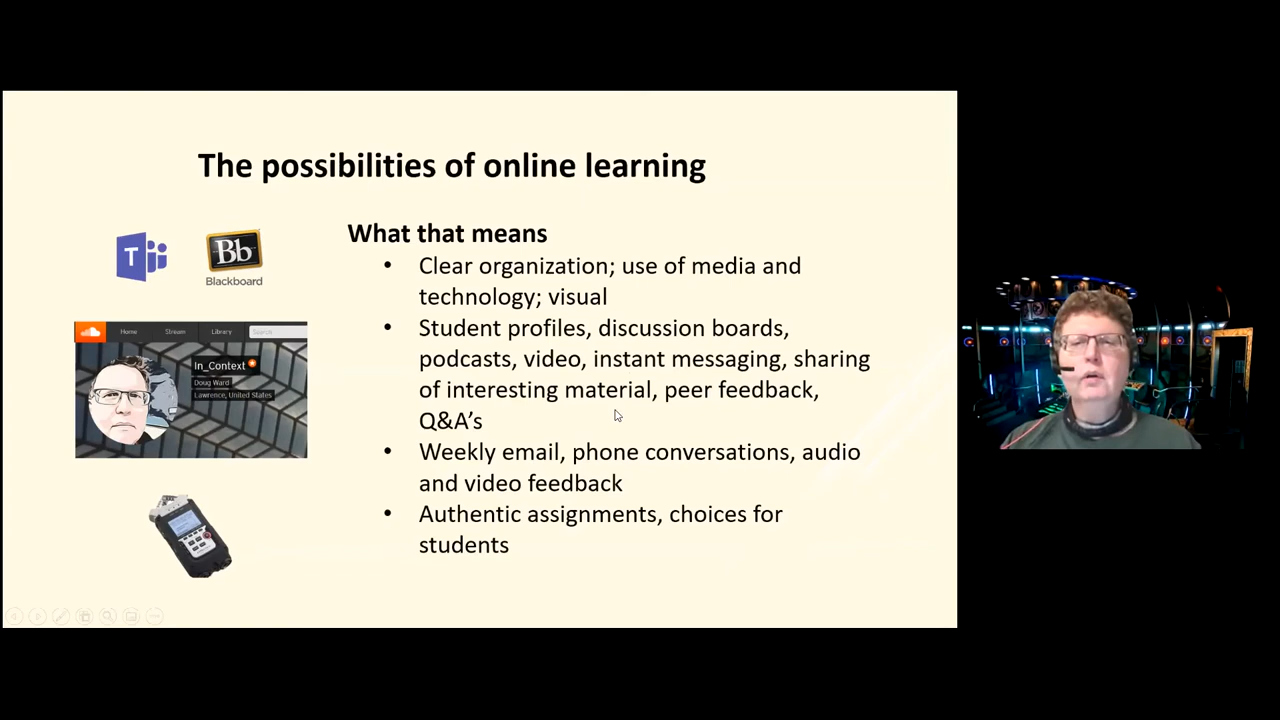 The possibilities of online learning
What that means
• Clear organization; use of media and
technology; visual
• Student profiles, discussion boards,
podcasts, video, instant messaging, sharing
of interesting material, peer feedback,
Q&A's
• Weekly email, phone conversations, audio
and video feedback
• Authentic assignments, choices for
students
T
Bb
Blackboard
Home Stream Library Search
In_Context
Doug Ward
Lawrence, United States